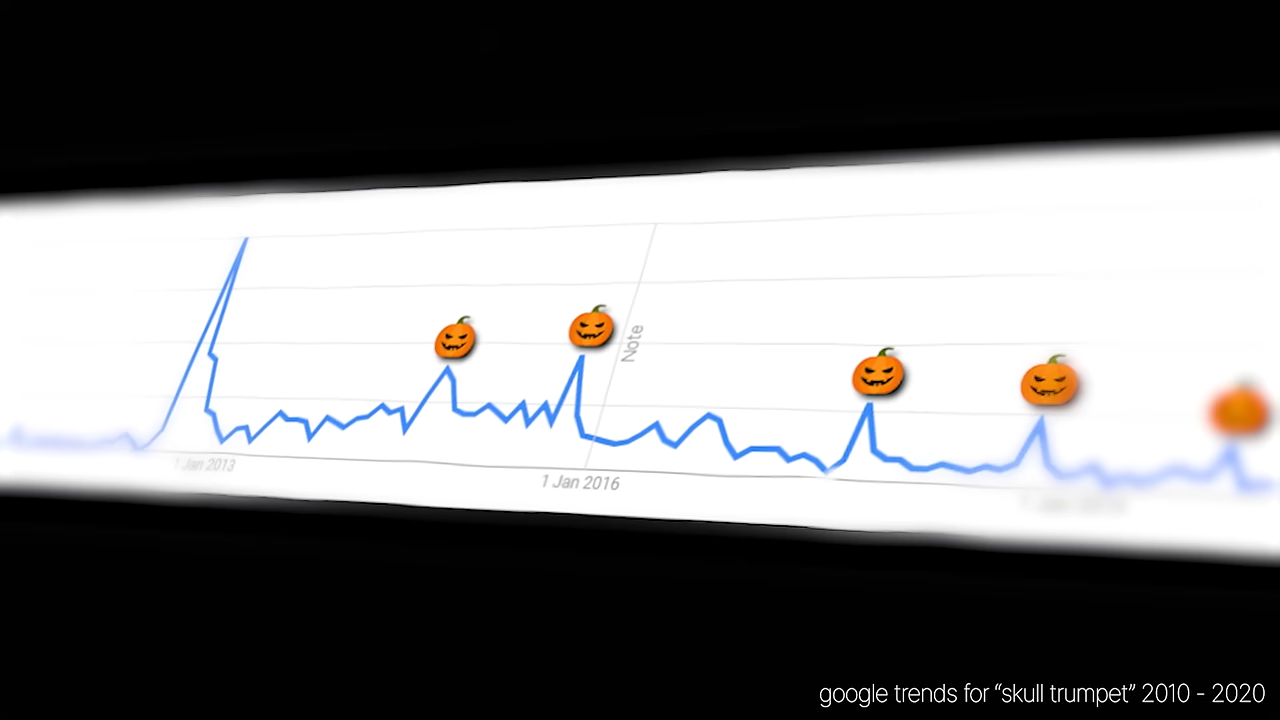 Note
1 Jan 2013
1 Jan 2016
google trends for “skull trumpet” 2010 - 2020